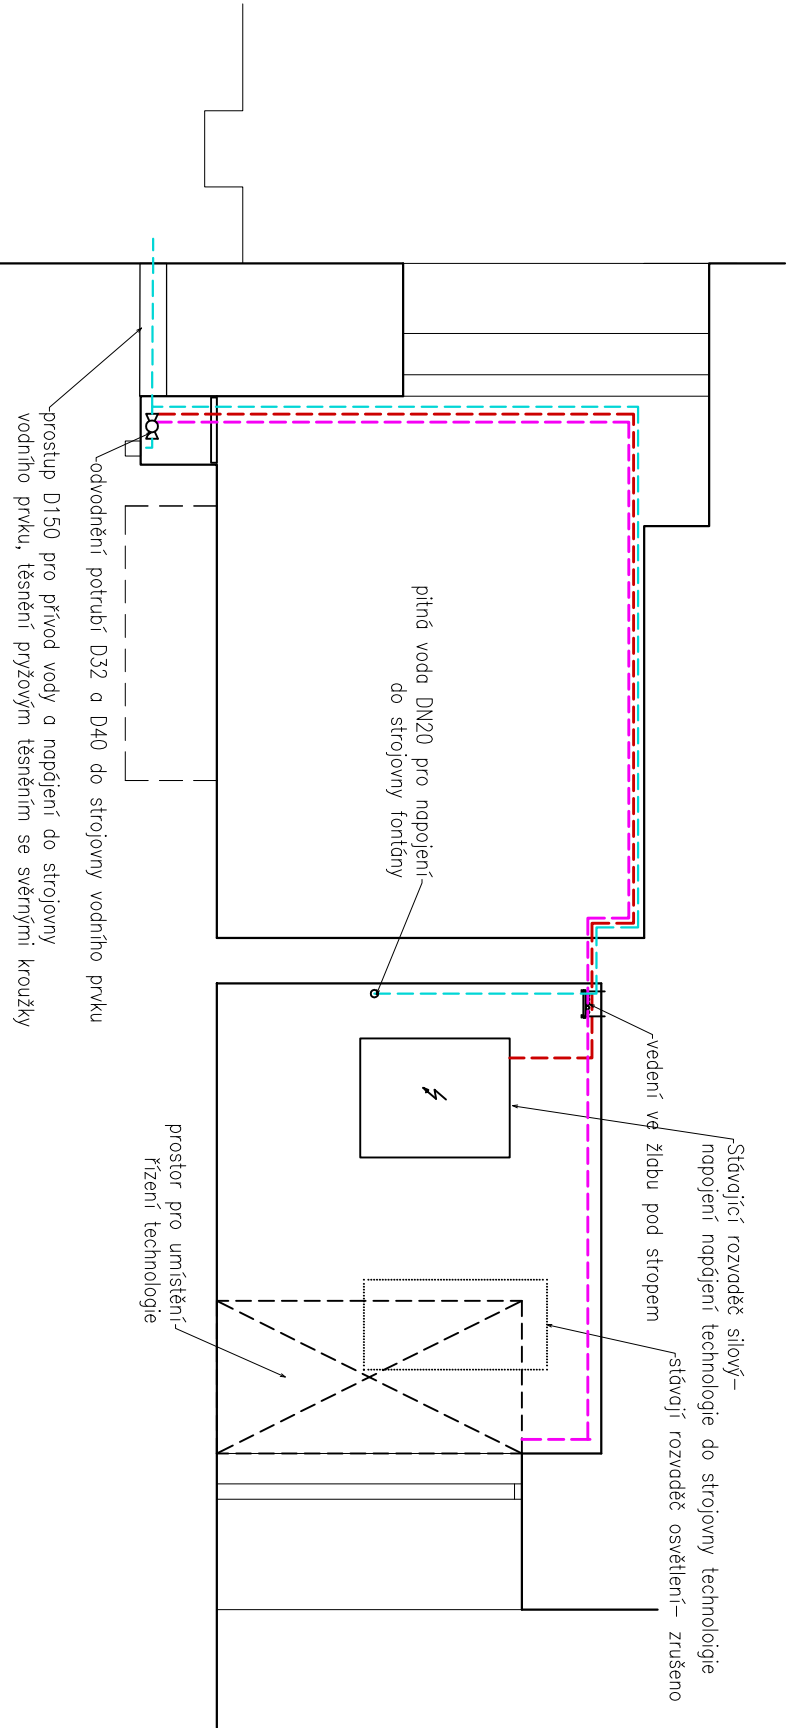 Stávající rozvaděč silový-
napojení napájení technologie do strojovny technoloigie
stávají rozvaděč osvětlení- zrušeno
vedení ve žlabu pod stropem
pitná voda DN20 pro napojení
do strojovny fontány
prostor pro umístění
řízení technologie
odvodnění potrubí D32 a D40 do strojovny vodního prvku
prostup D150 pro přívod vody a napájení do strojovny
vodního prvku, těsnění pryžovým těsněním se svěrnými kroužky